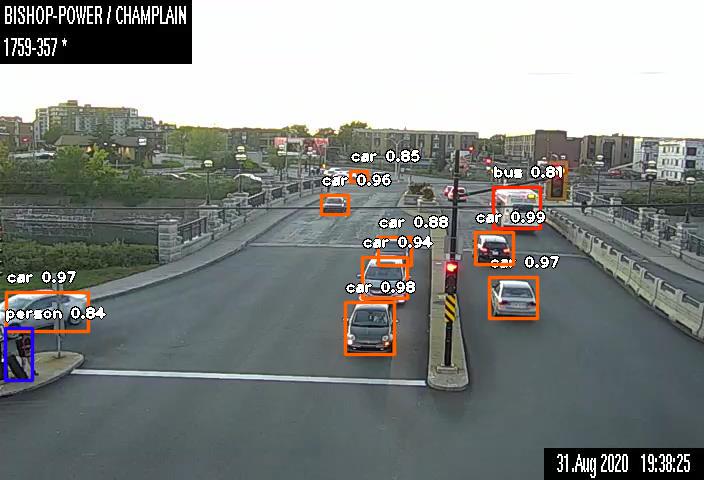 BISHOP-POWER / CHAMPLAIN
1759-357 *
car 0.85
bus 0.81
car 0.96
car 0.99
car 0.88
car 0.94
car 0.97
car 0.97
car 0.98
person 0.84
31.Aug 2020 19:38:25